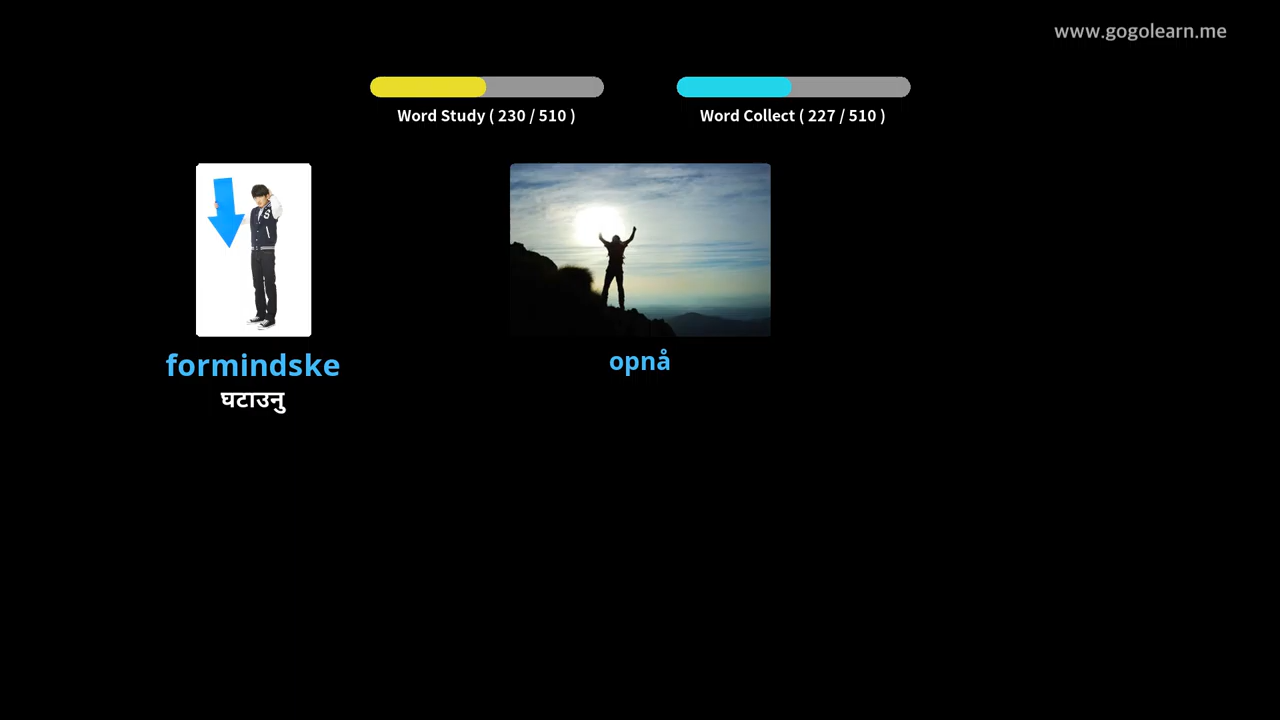 www.gogolearn.me
Word Study ( 230 / 510 )
Word Collect ( 227 / 510 )
formindske
घटाउनु
opnå